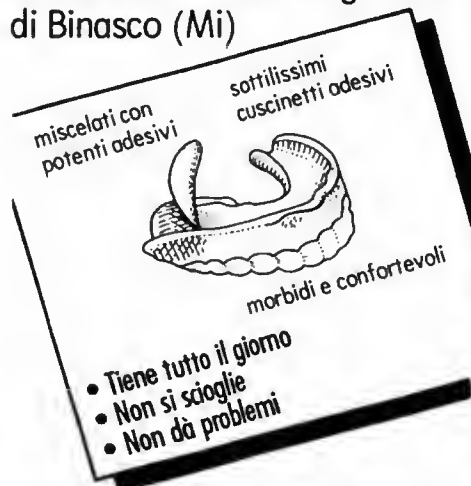 di Binasco (Mi)
miscelati con
potenti adesivi
sottilissimi
cuscinetti adesivi
morbidi e confortevoli
• Tiene tutto il giorno
• Non si scioglie
• Non dà problemi